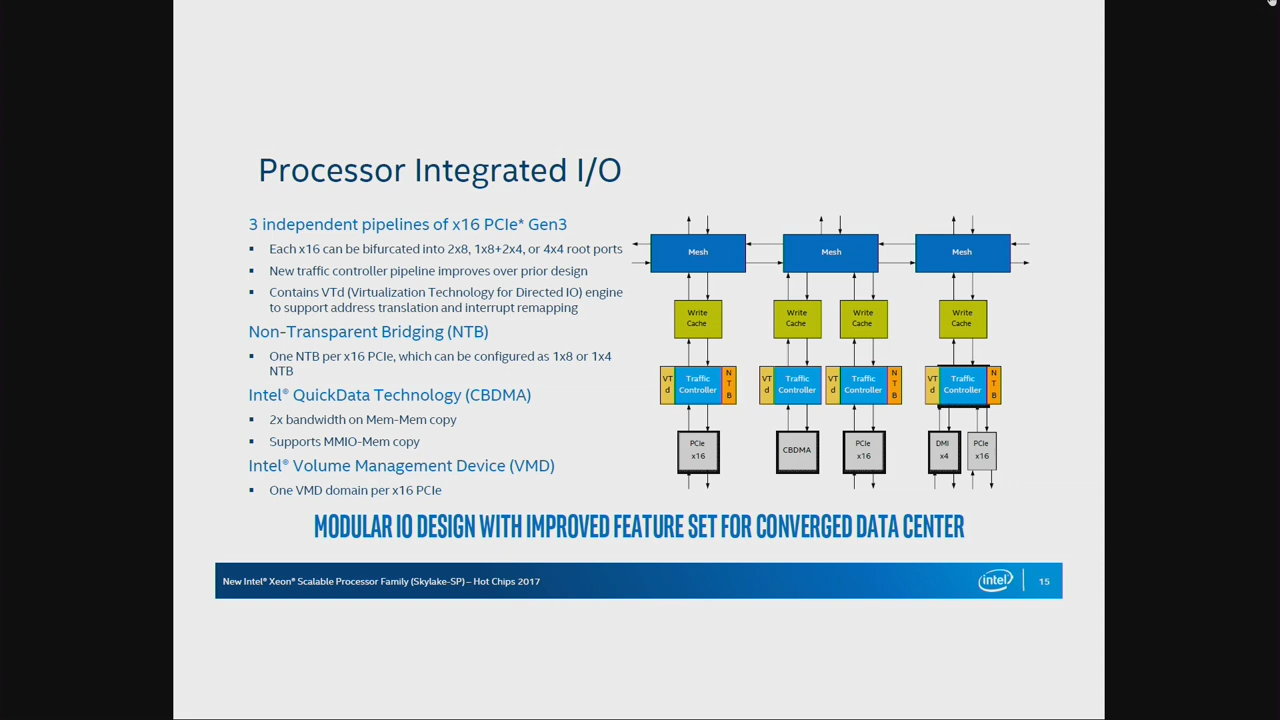 Processor Integrated I/O
3 independent pipelines of x16 PCIe* Gen3
▪ Each x16 can be bifurcated into 2x8, 1x8+2x4, or 4x4 root ports
▪ New traffic controller pipeline improves over prior design
▪ Contains VTd (Virtualization Technology for Directed IO) engine
to support address translation and interrupt remapping
Non-Transparent Bridging (NTB)
▪ One NTB per x16 PCIe, which can be configured as 1x8 or 1x4
NTB
Intel® QuickData Technology (CBDMA)
▪ 2x bandwidth on Mem-Mem copy
▪ Supports MMIO-Mem copy
Intel® Volume Management Device (VMD)
▪ One VMD domain per x16 PCIe
Mesh
Mesh
Mesh
Write
Cache
Write
Cache
Write
Cache
Write
Cache
VT
d
Traffic
Controller
N
T
B
VT
d
Traffic
Controller
VT
d
Traffic
Controller
N
T
B
VT
d
Traffic
Controller
N
T
B
PCIe
x16
CBDMA
PCIe
x16
DMI
x4
PCIe
x16
MODULAR IO DESIGN WITH IMPROVED FEATURE SET FOR CONVERGED DATA CENTER
New Intel® Xeon® Scalable Processor Family (Skylake-SP) – Hot Chips 2017
intel
15